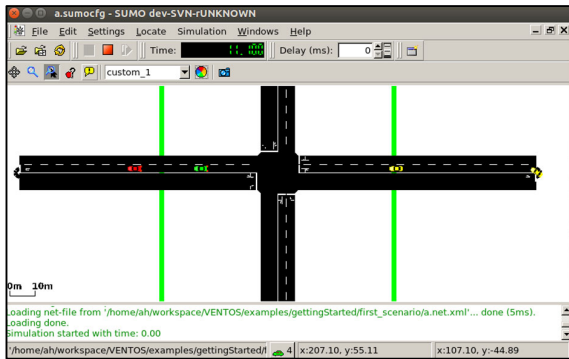 a.sumocfg - SUMO dev-SVN-rUNKNOWN
File Edit Settings Locate Simulation Windows Help
Time: 11.100 Delay (ms): 0
custom_1
0m 10m
Loading net-file from '/home/ah/workspace/VENTOS/examples/gettingStarted/first_scenario/a.net.xml'... done (5ms).
Loading done.
Simulation started with time: 0.00
'/home/ah/workspace/VENTOS/examples/gettingStarted/ 4 x:207.10, y:55.11 x:107.10, y:-44.89